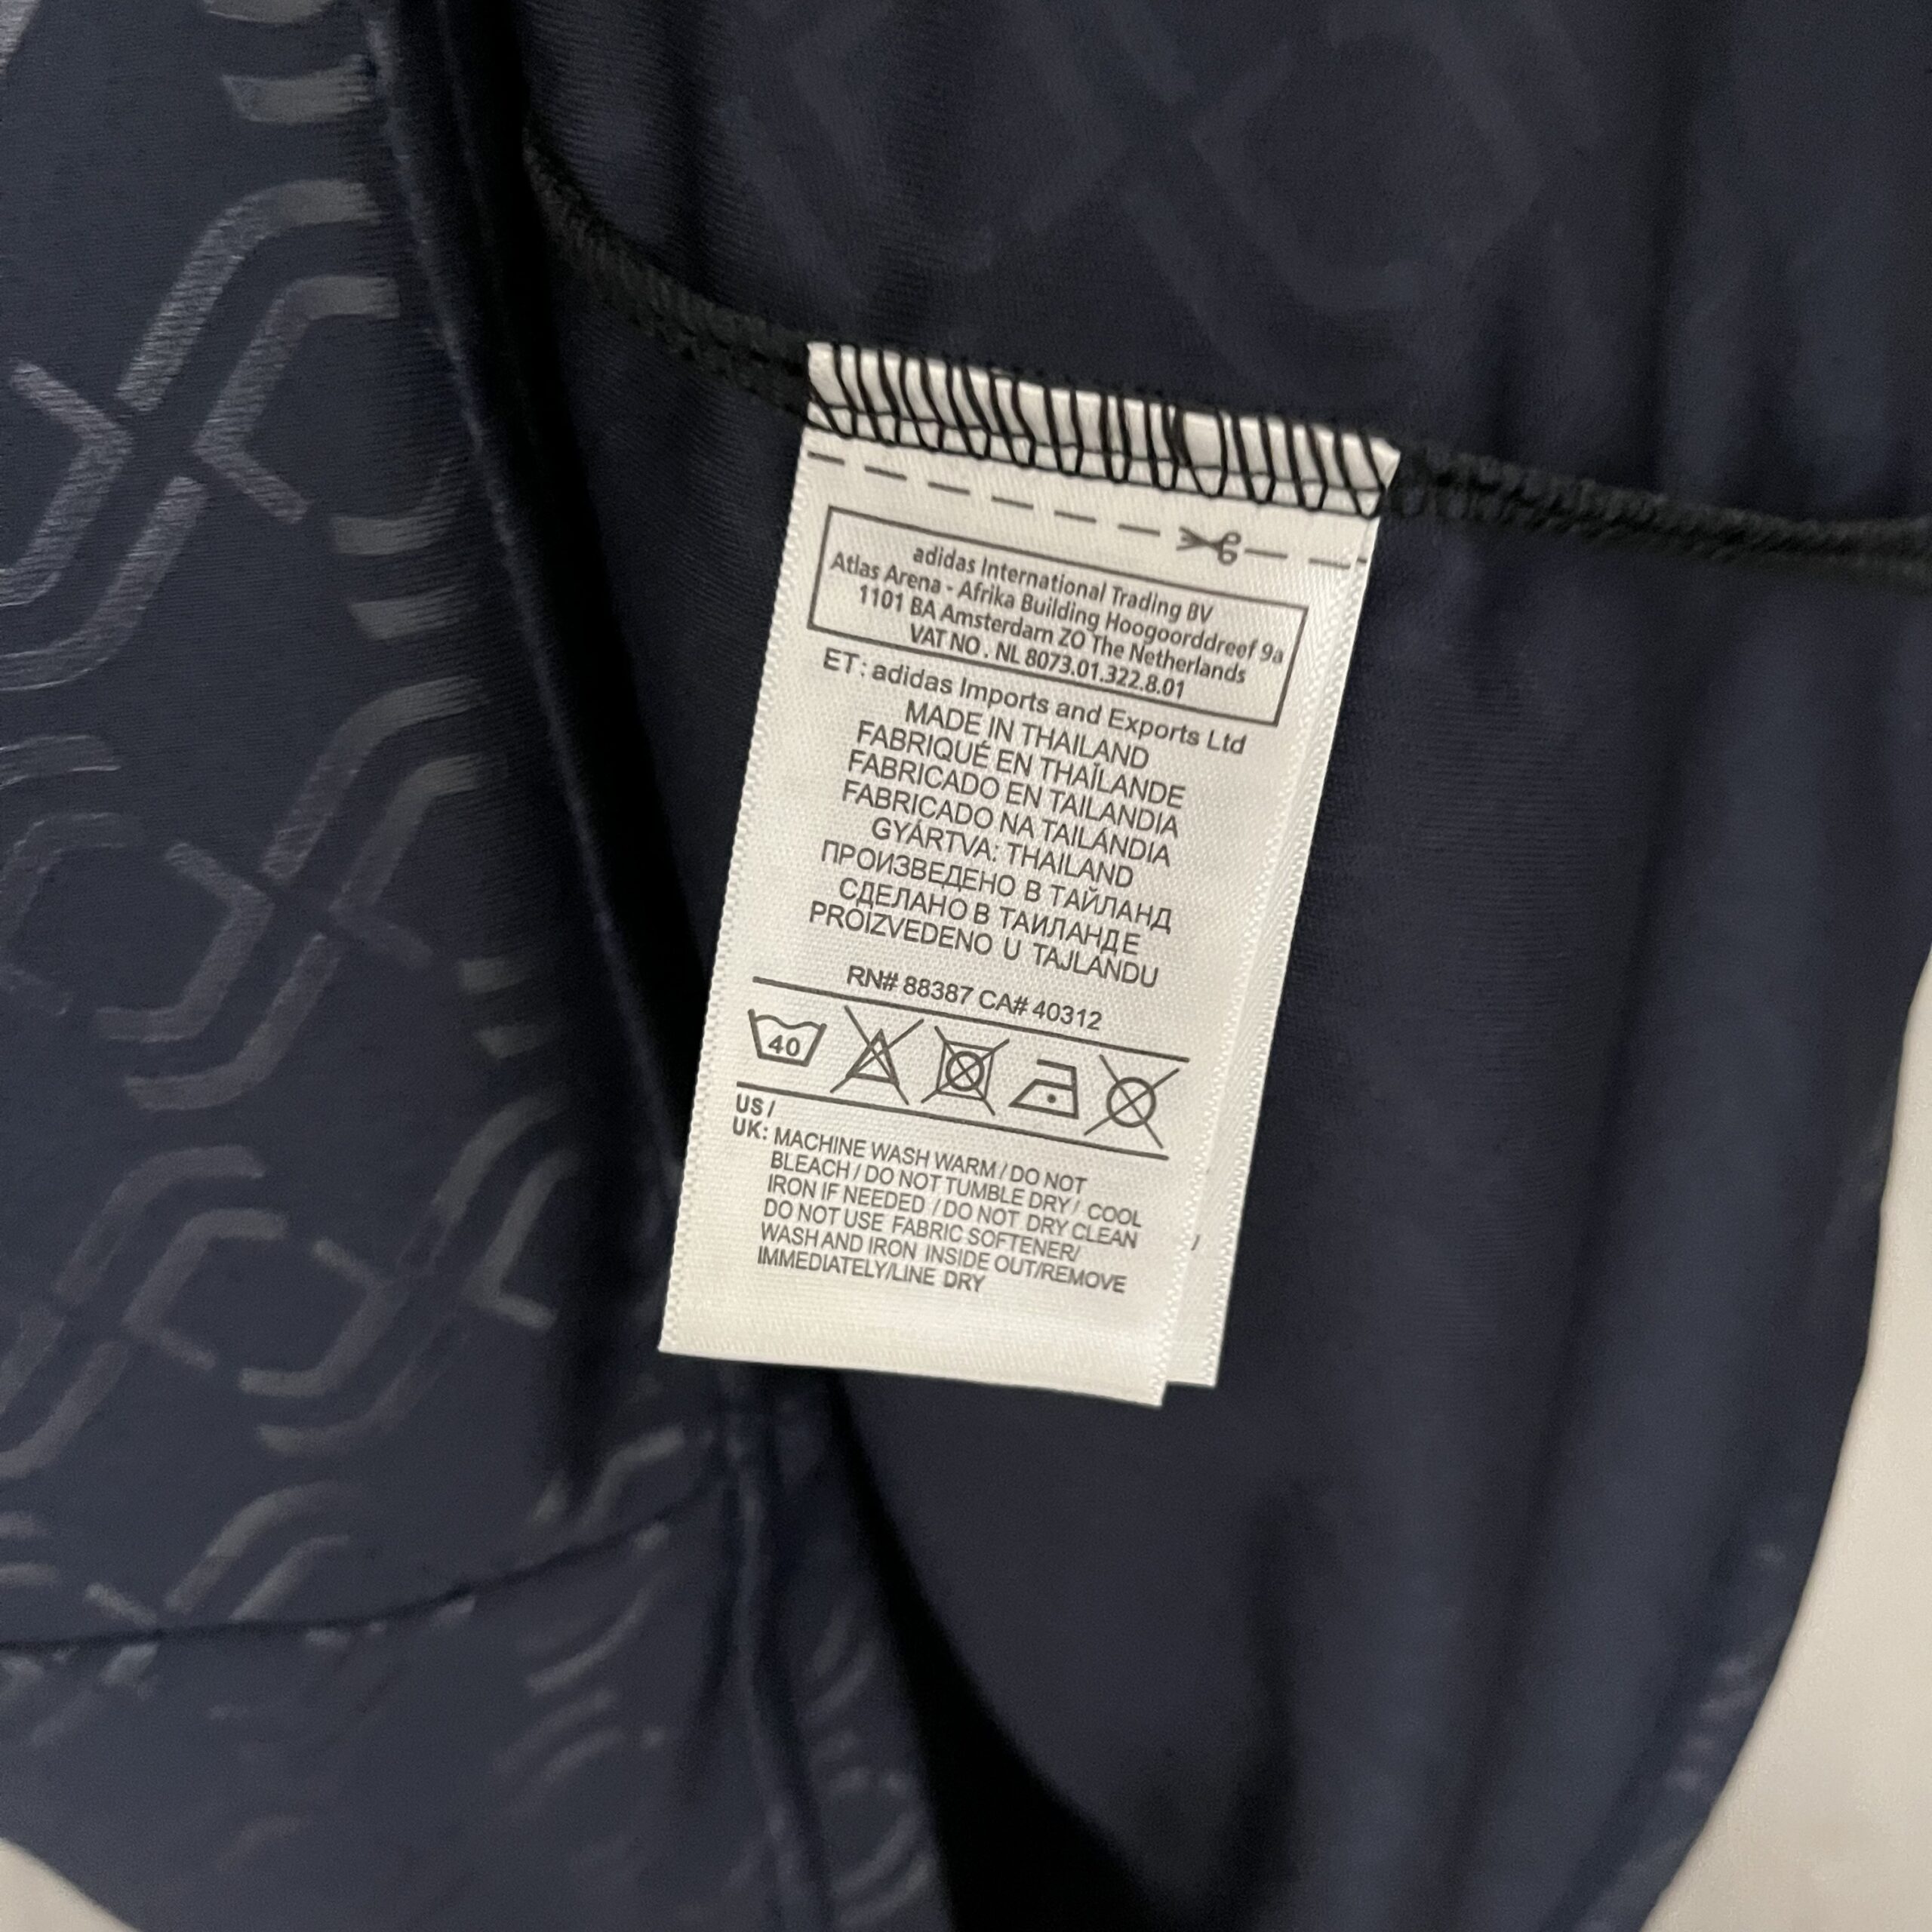 adidas International Trading BV
Atlas Arena - Afrika Building Hoogoorddreef 9a
1101 BA Amsterdam ZO The Netherlands
VAT NO . NL 8073.01.322.8.01
ET: adidas Imports and Exports Ltd
MADE IN THAILAND
FABRIQUÉ EN THAÏLANDE
FABRICADO EN TAILANDIA
FABRICADO NA TAILÁNDIA
GYÁRTVA: THAILAND
ПРОИЗВЕДЕНО В ТАЙЛАНД
СДЕЛАНО В ТАИЛАНДЕ
PROIZVEDENO U TAJLANDU
RN# 88387 CA# 40312
40
US /
UK: MACHINE WASH WARM / DO NOT
BLEACH / DO NOT TUMBLE DRY / COOL
IRON IF NEEDED / DO NOT DRY CLEAN
DO NOT USE FABRIC SOFTENER/
WASH AND IRON INSIDE OUT/REMOVE
IMMEDIATELY/LINE DRY